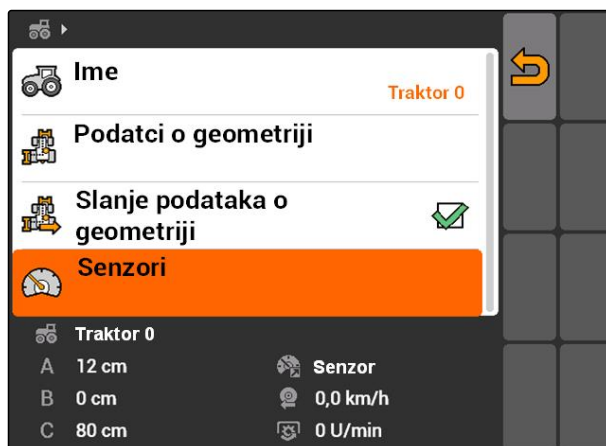 Ime
Traktor 0
Podatci o geometriji
Slanje podataka o
geometriji
Senzori
Traktor 0
A 12 cm Senzor
B 0 cm 0,0 km/h
C 80 cm 0 U/min